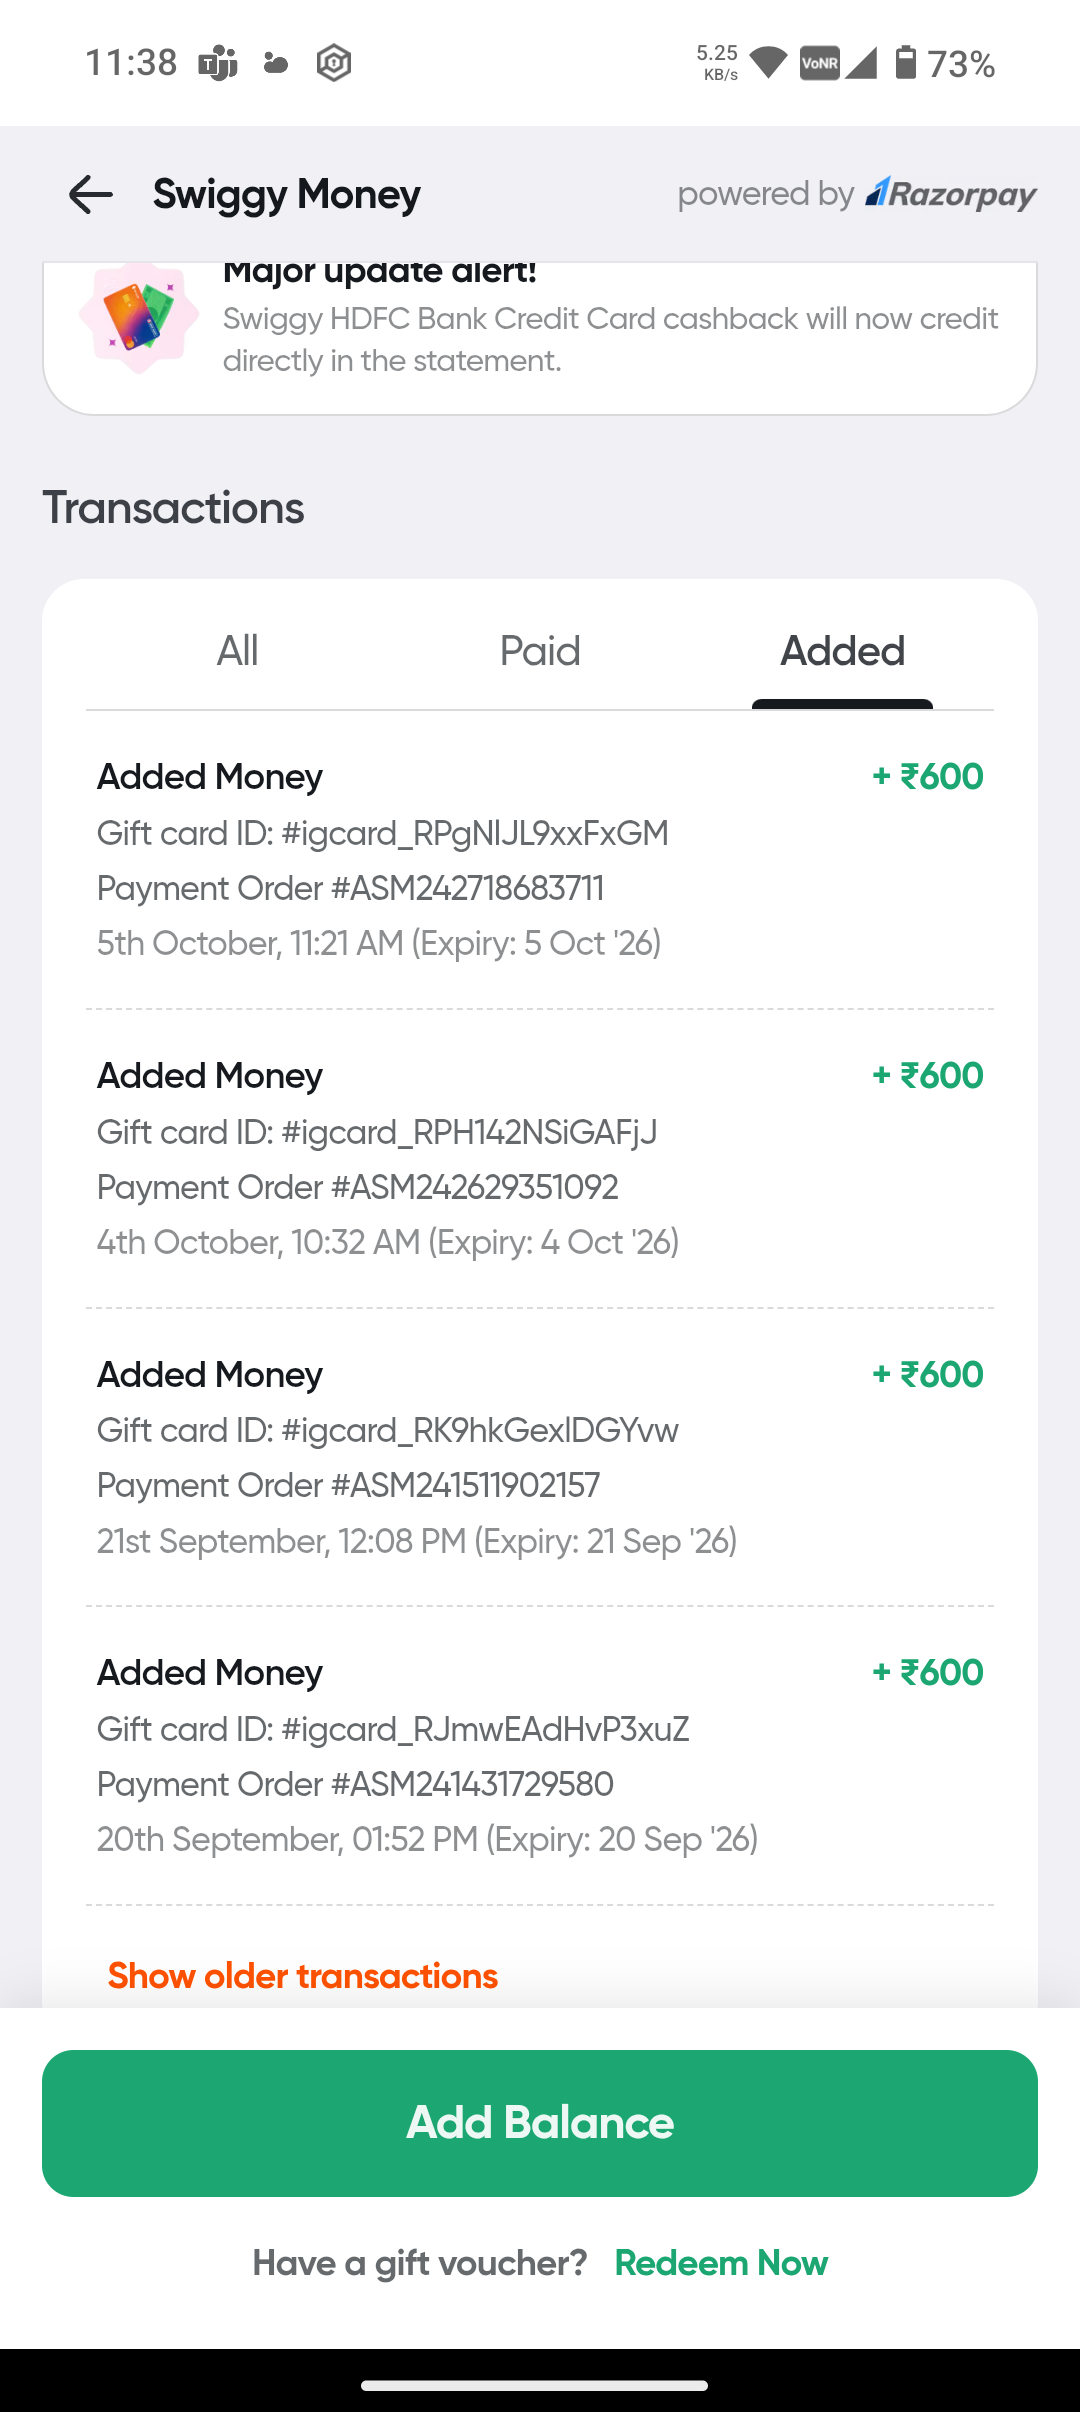 11:38
5.25
KB/s
VoNR
73%
Swiggy Money
powered by Razorpay
Major update alert!
Swiggy HDFC Bank Credit Card cashback will now credit
directly in the statement.
Transactions
All Paid Added
Added Money + ₹600
Gift card ID: #igcard_RPgNlJL9xxFxGM
Payment Order #ASM242718683711
5th October, 11:21 AM (Expiry: 5 Oct '26)
Added Money + ₹600
Gift card ID: #igcard_RPH142NSiGAFjJ
Payment Order #ASM242629351092
4th October, 10:32 AM (Expiry: 4 Oct '26)
Added Money + ₹600
Gift card ID: #igcard_RK9hkGexlDGYvw
Payment Order #ASM241511902157
21st September, 12:08 PM (Expiry: 21 Sep '26)
Added Money + ₹600
Gift card ID: #igcard_RJmwEAdHvP3xuZ
Payment Order #ASM241431729580
20th September, 01:52 PM (Expiry: 20 Sep '26)
Show older transactions
Add Balance
Have a gift voucher? Redeem Now